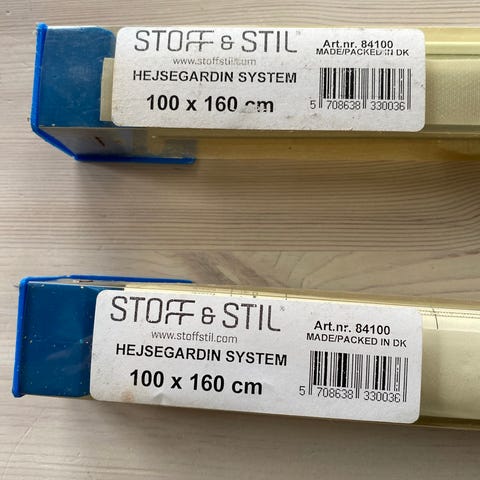 STOFF & STIL®
www.stoffstil.com
HEJSEGARDIN SYSTEM
100 x 160 cm
Art.nr. 84100
MADE/PACKED IN DK
5 708638 330036
STOFF & STIL®
www.stoffstil.com
HEJSEGARDIN SYSTEM
100 x 160 cm
Art.nr. 84100
MADE/PACKED IN DK
5 708638 330036